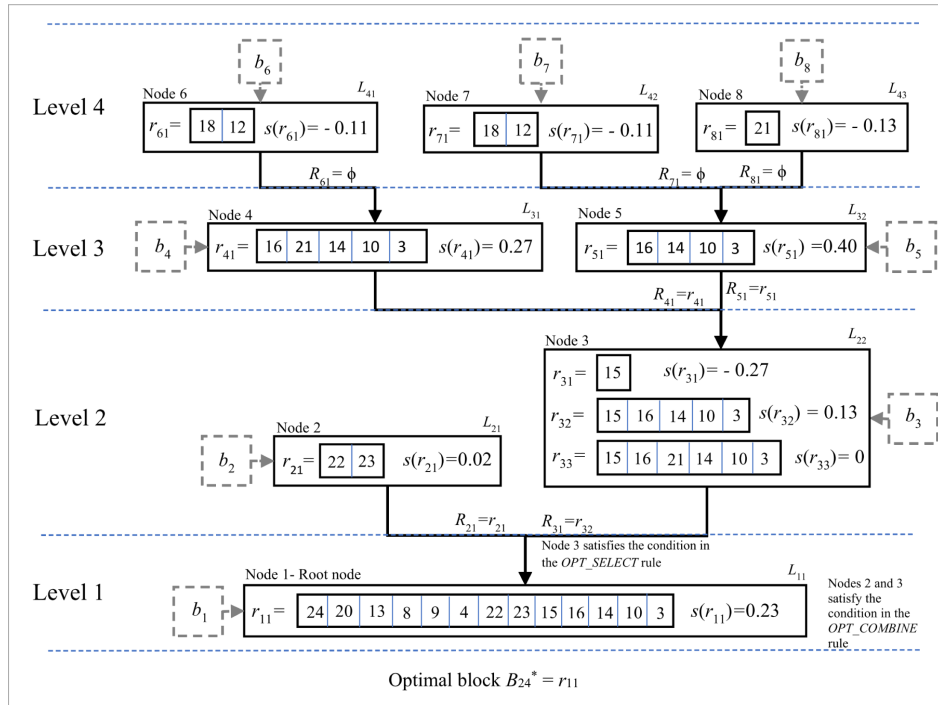 b6
b7
b8
Level 4
Node 6
L41
r61= 18 12 s(r61)= - 0.11
Node 7
L42
r71= 18 12 s(r71)= - 0.11
Node 8
L43
r81= 21 s(r81)= - 0.13
R61= ϕ
R71= ϕ
R81= ϕ
Level 3
b4
Node 4
L31
r41= 16 21 14 10 3 s(r41)= 0.27
Node 5
L32
r51= 16 14 10 3 s(r51) =0.40
b5
R41=r41
R51=r51
Level 2
Node 3
L22
r31= 15 s(r31)= - 0.27
r32= 15 16 14 10 3 s(r32) = 0.13
r33= 15 16 21 14 10 3 s(r33)= 0
b3
b2
Node 2
L21
r21= 22 23 s(r21)=0.02
R21=r21
R31=r32
Node 3 satisfies the condition in
the OPT_SELECT rule
Level 1
b1
Node 1- Root node
L11
r11= 24 20 13 8 9 4 22 23 15 16 14 10 3 s(r11)=0.23
Nodes 2 and 3
satisfy the
condition in the
OPT_COMBINE
rule
Optimal block B24* = r11